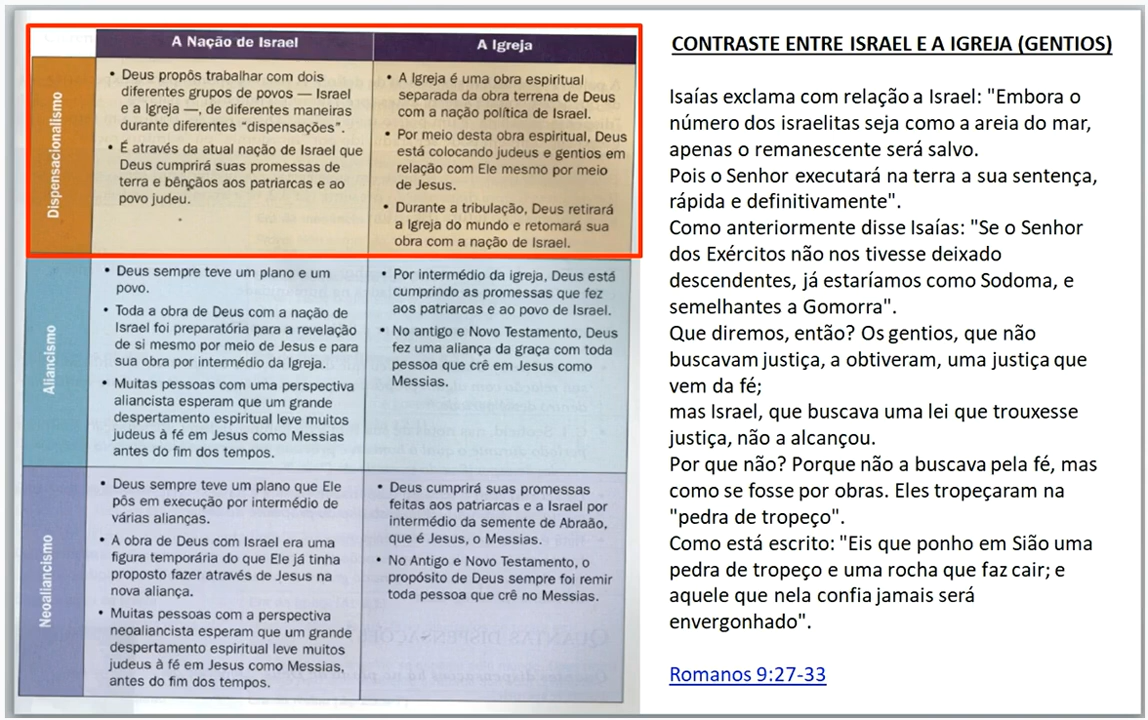 A Nação de Israel
A Igreja
Dispensacionalismo
• Deus propôs trabalhar com dois
diferentes grupos de povos — Israel
e a Igreja —, de diferentes maneiras
durante diferentes “dispensações”.
• É através da atual nação de Israel que
Deus cumprirá suas promessas de
terra e bênçãos aos patriarcas e ao
povo judeu.
• A Igreja é uma obra espiritual
separada da obra terrena de Deus
com a nação política de Israel.
• Por meio desta obra espiritual, Deus
está colocando judeus e gentios em
relação com Ele mesmo por meio
de Jesus.
• Durante a tribulação, Deus retirará
a Igreja do mundo e retomará sua
obra com a nação de Israel.
Aliancismo
• Deus sempre teve um plano e um
povo.
• Toda a obra de Deus com a nação de
Israel foi preparatória para a revelação
de si mesmo por meio de Jesus e para
sua obra por intermédio da Igreja.
• Muitas pessoas com uma perspectiva
aliancista esperam que um grande
despertamento espiritual leve muitos
judeus à fé em Jesus como Messias
antes do fim dos tempos.
• Por intermédio da igreja, Deus está
cumprindo as promessas que fez
aos patriarcas e ao povo de Israel.
• No antigo e Novo Testamento, Deus
fez uma aliança da graça com toda
pessoa que crê em Jesus como
Messias.
Neoaliancismo
• Deus sempre teve um plano que Ele
pôs em execução por intermédio de
várias alianças.
• A obra de Deus com Israel era uma
figura temporária do que Ele já tinha
proposto fazer através de Jesus na
nova aliança.
• Muitas pessoas com a perspectiva
neoaliancista esperam que um grande
despertamento espiritual leve muitos
judeus à fé em Jesus como Messias,
antes do fim dos tempos.
• Deus cumprirá suas promessas
feitas aos patriarcas e a Israel por
intermédio da semente de Abraão,
que é Jesus, o Messias.
• No Antigo e Novo Testamento, o
propósito de Deus sempre foi remir
toda pessoa que crê no Messias.
CONTRASTE ENTRE ISRAEL E A IGREJA (GENTIOS)
Isaías exclama com relação a Israel: "Embora o
número dos israelitas seja como a areia do mar,
apenas o remanescente será salvo.
Pois o Senhor executará na terra a sua sentença,
rápida e definitivamente".
Como anteriormente disse Isaías: "Se o Senhor
dos Exércitos não nos tivesse deixado
descendentes, já estaríamos como Sodoma, e
semelhantes a Gomorra".
Que diremos, então? Os gentios, que não
buscavam justiça, a obtiveram, uma justiça que
vem da fé;
mas Israel, que buscava uma lei que trouxesse
justiça, não a alcançou.
Por que não? Porque não a buscava pela fé, mas
como se fosse por obras. Eles tropeçaram na
"pedra de tropeço".
Como está escrito: "Eis que ponho em Sião uma
pedra de tropeço e uma rocha que faz cair; e
aquele que nela confia jamais será
envergonhado".
Romanos 9:27-33